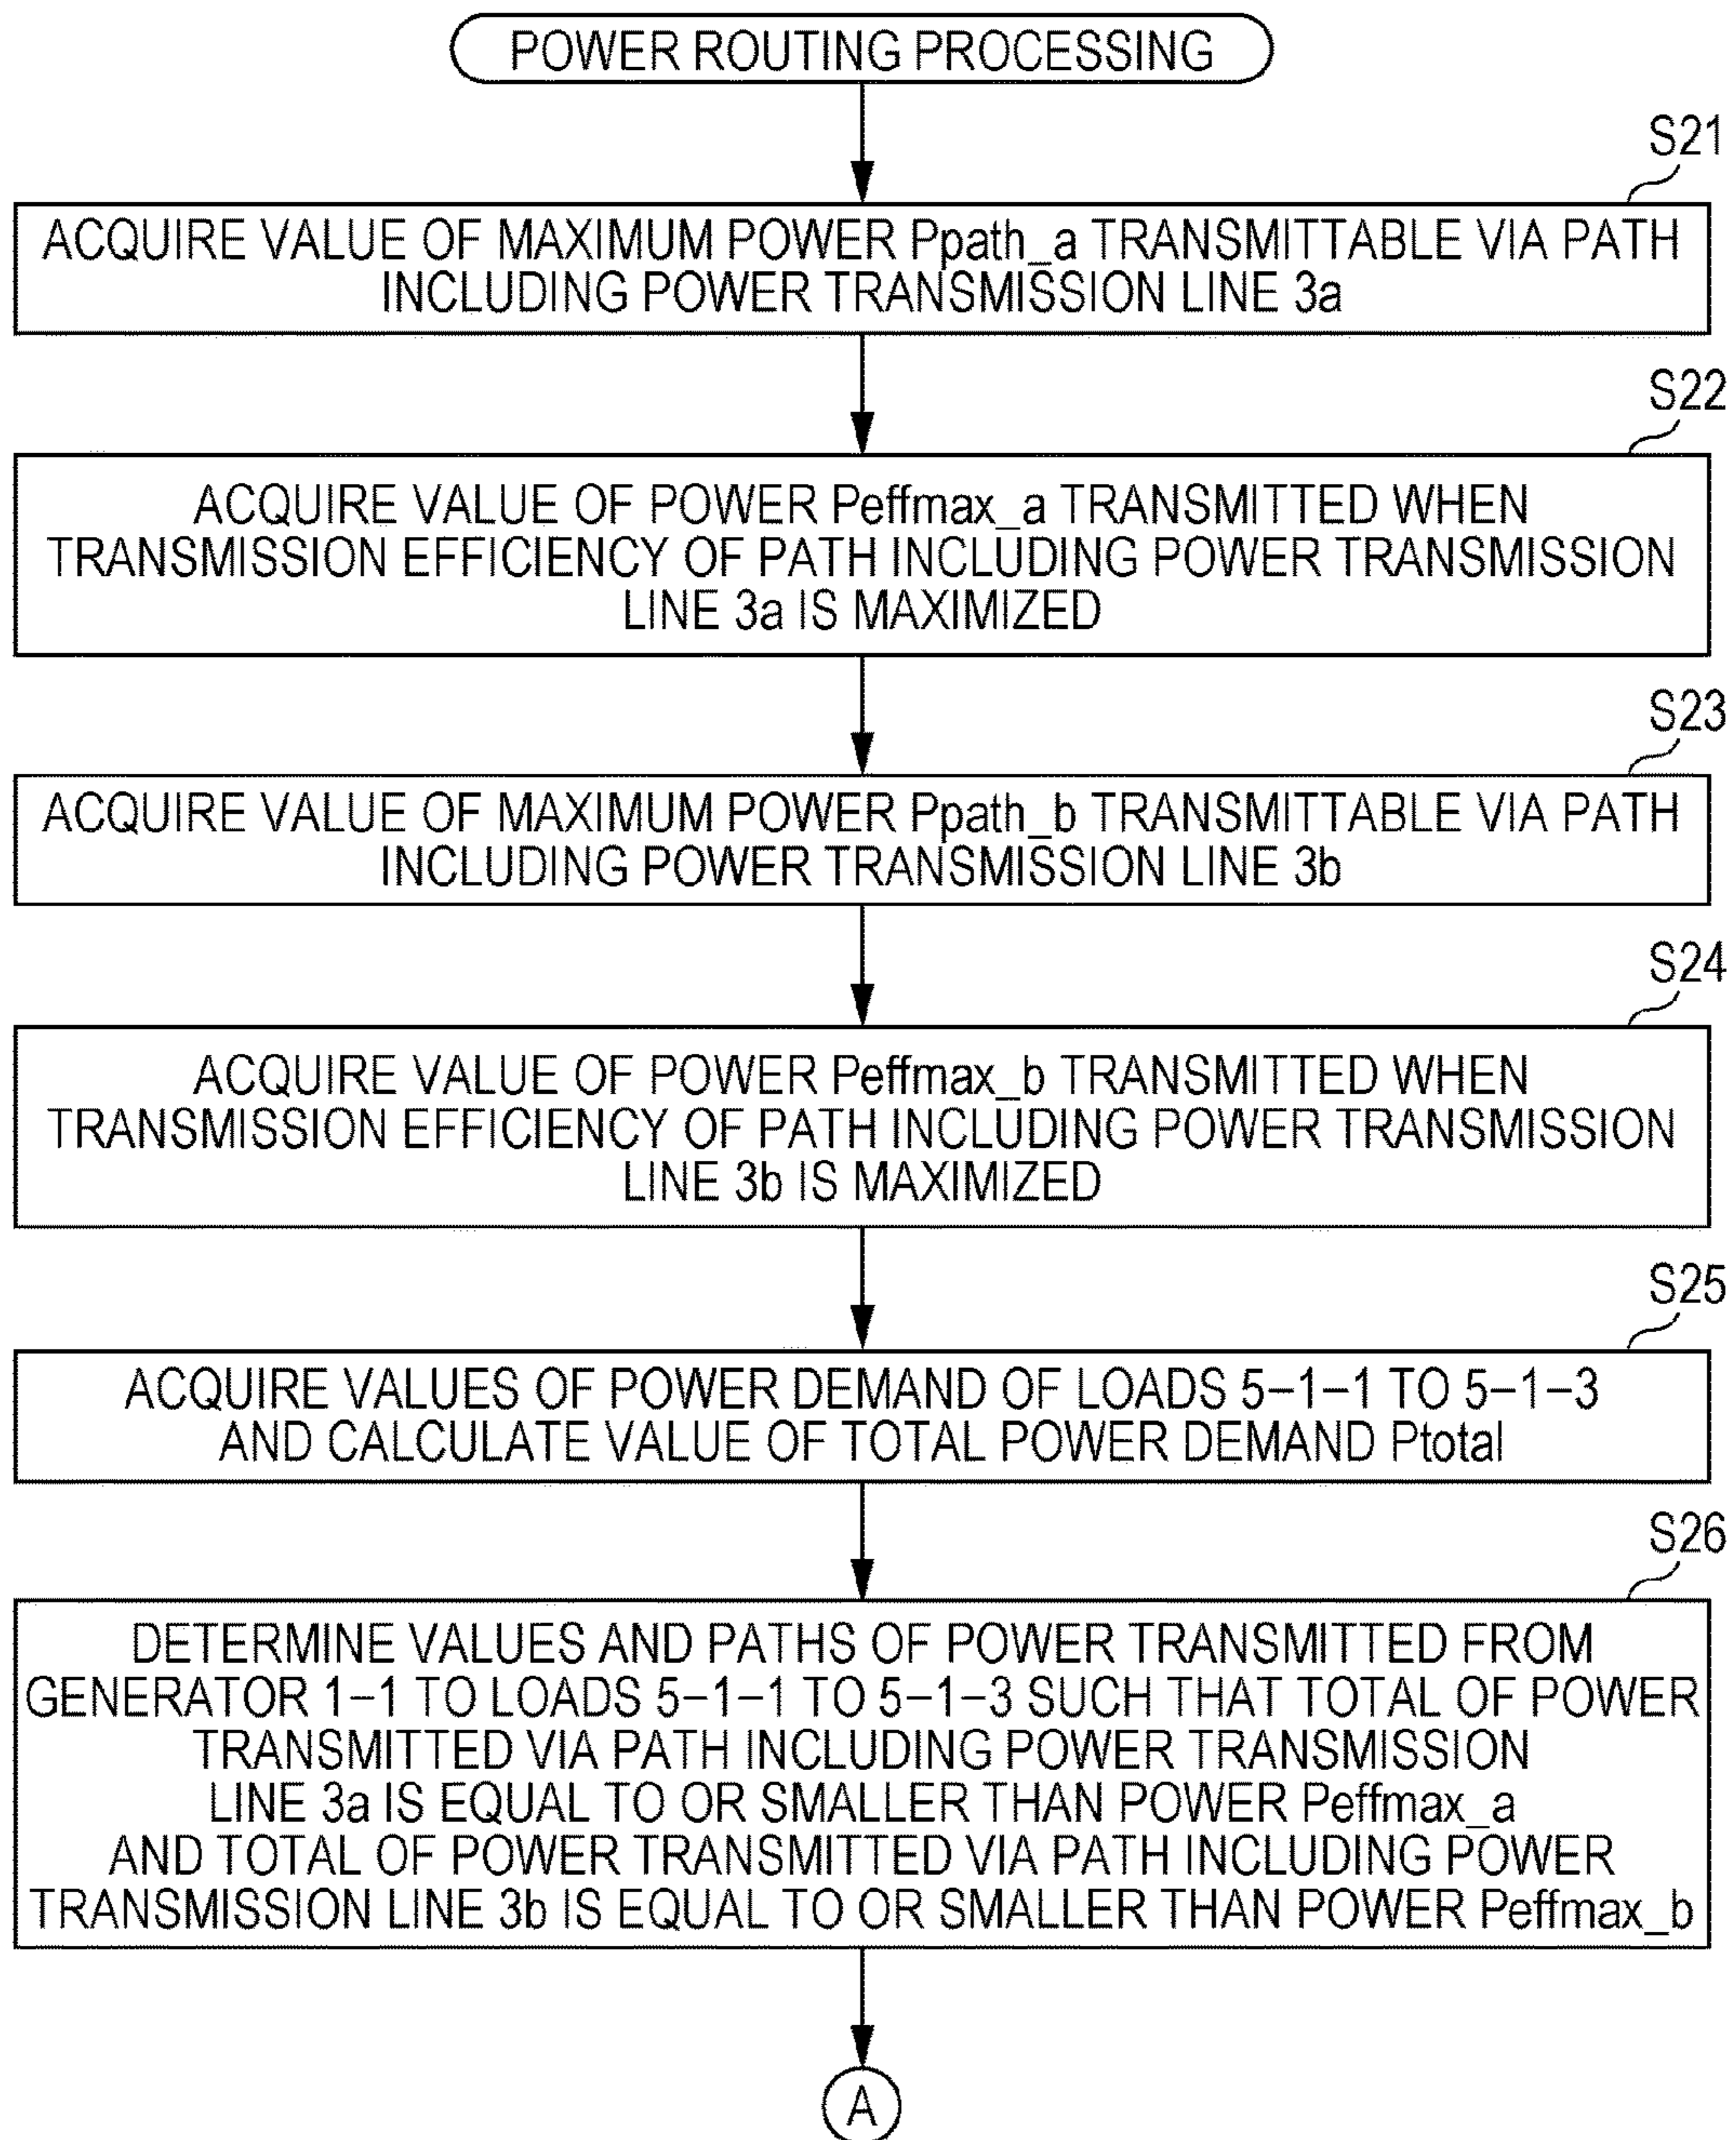 POWER ROUTING PROCESSING
S21
ACQUIRE VALUE OF MAXIMUM POWER Ppath_a TRANSMITTABLE VIA PATH
INCLUDING POWER TRANSMISSION LINE 3a
S22
ACQUIRE VALUE OF POWER Peffmax_a TRANSMITTED WHEN
TRANSMISSION EFFICIENCY OF PATH INCLUDING POWER TRANSMISSION
LINE 3a IS MAXIMIZED
S23
ACQUIRE VALUE OF MAXIMUM POWER Ppath_b TRANSMITTABLE VIA PATH
INCLUDING POWER TRANSMISSION LINE 3b
S24
ACQUIRE VALUE OF POWER Peffmax_b TRANSMITTED WHEN
TRANSMISSION EFFICIENCY OF PATH INCLUDING POWER TRANSMISSION
LINE 3b IS MAXIMIZED
S25
ACQUIRE VALUES OF POWER DEMAND OF LOADS 5–1–1 TO 5–1–3
AND CALCULATE VALUE OF TOTAL POWER DEMAND Ptotal
S26
DETERMINE VALUES AND PATHS OF POWER TRANSMITTED FROM
GENERATOR 1–1 TO LOADS 5–1–1 TO 5–1–3 SUCH THAT TOTAL OF POWER
TRANSMITTED VIA PATH INCLUDING POWER TRANSMISSION
LINE 3a IS EQUAL TO OR SMALLER THAN POWER Peffmax_a
AND TOTAL OF POWER TRANSMITTED VIA PATH INCLUDING POWER
TRANSMISSION LINE 3b IS EQUAL TO OR SMALLER THAN POWER Peffmax_b
A